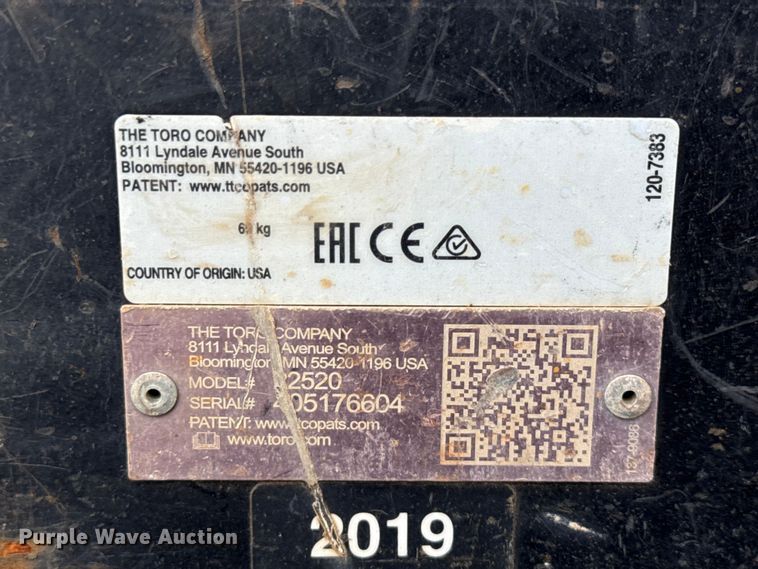 THE TORO COMPANY
8111 Lyndale Avenue South
Bloomington, MN 55420-1196 USA
PATENT: www.ttcopats.com
kg
EAC CE
COUNTRY OF ORIGIN: USA
120-7383
THE TORO COMPANY
8111 Lyndale Avenue South
Bloomington, MN 55420-1196 USA
MODEL#
SERIAL#
PATENT: www.ttcopats.com
www.toro.com
2019
Purple Wave Auction